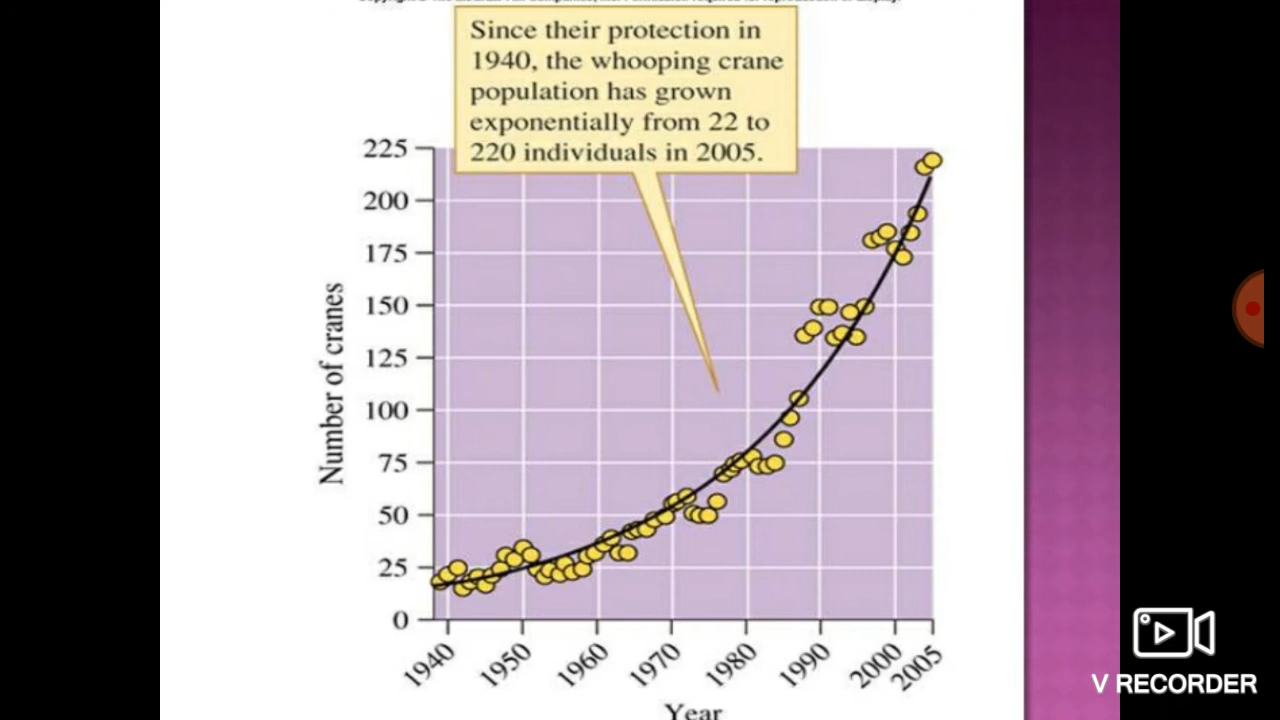 Since their protection in
1940, the whooping crane
population has grown
exponentially from 22 to
220 individuals in 2005.
225
200
175
150
125
100
75
50
25
0
Number of cranes
1940
1950
1960
1970
1980
1990
2000
2005
Year
V RECORDER